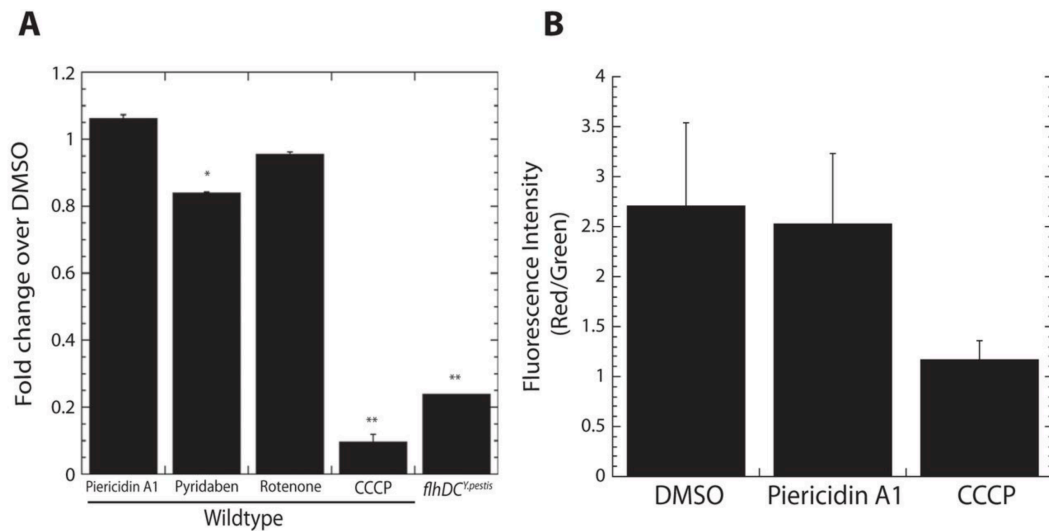 A
Fold change over DMSO
1.2
1
0.8
0.6
0.4
0.2
0
*
**
**
Piericidin A1 Pyridaben Rotenone CCCP flhDC^Y.pestis
Wildtype
B
Fluorescence Intensity
(Red/Green)
4
3.5
3
2.5
2
1.5
1
0.5
0
DMSO Piericidin A1 CCCP